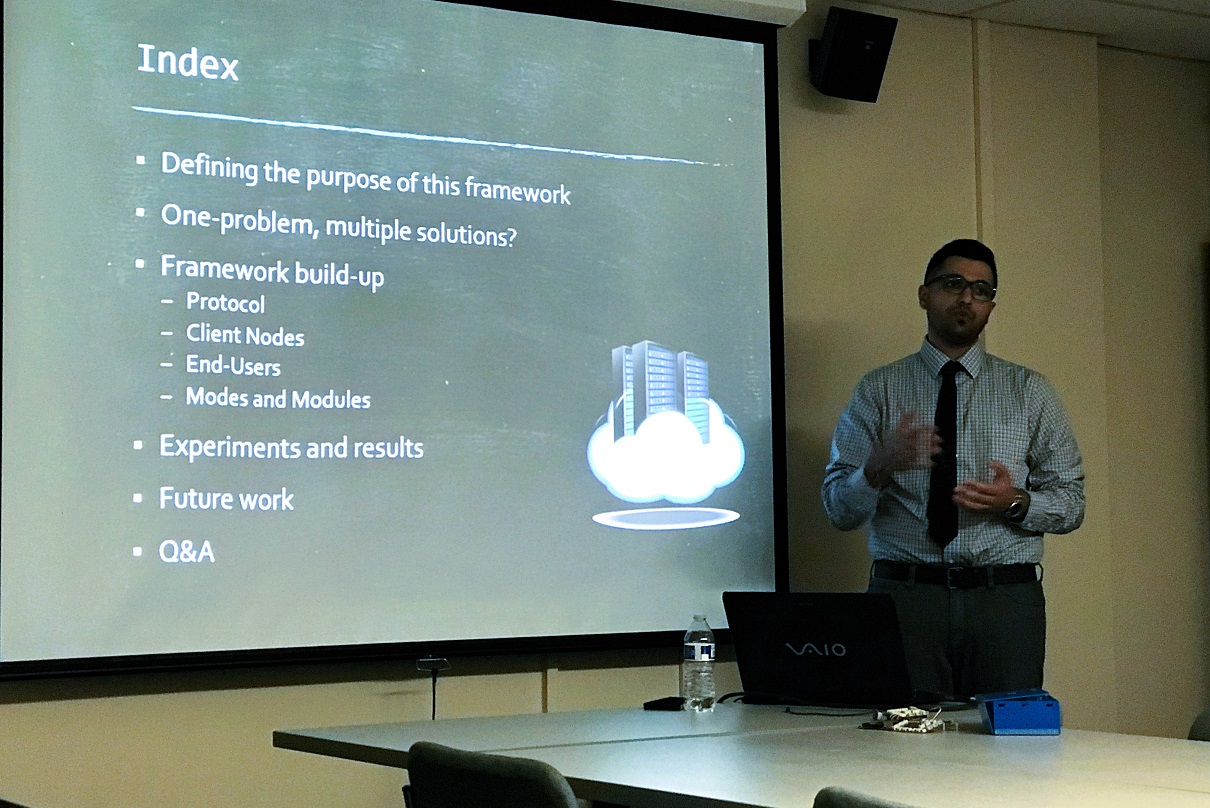 Index
▪ Defining the purpose of this framework
▪ One-problem, multiple solutions?
▪ Framework build-up
– Protocol
– Client Nodes
– End-Users
– Modes and Modules
▪ Experiments and results
▪ Future work
▪ Q&A
VAIO